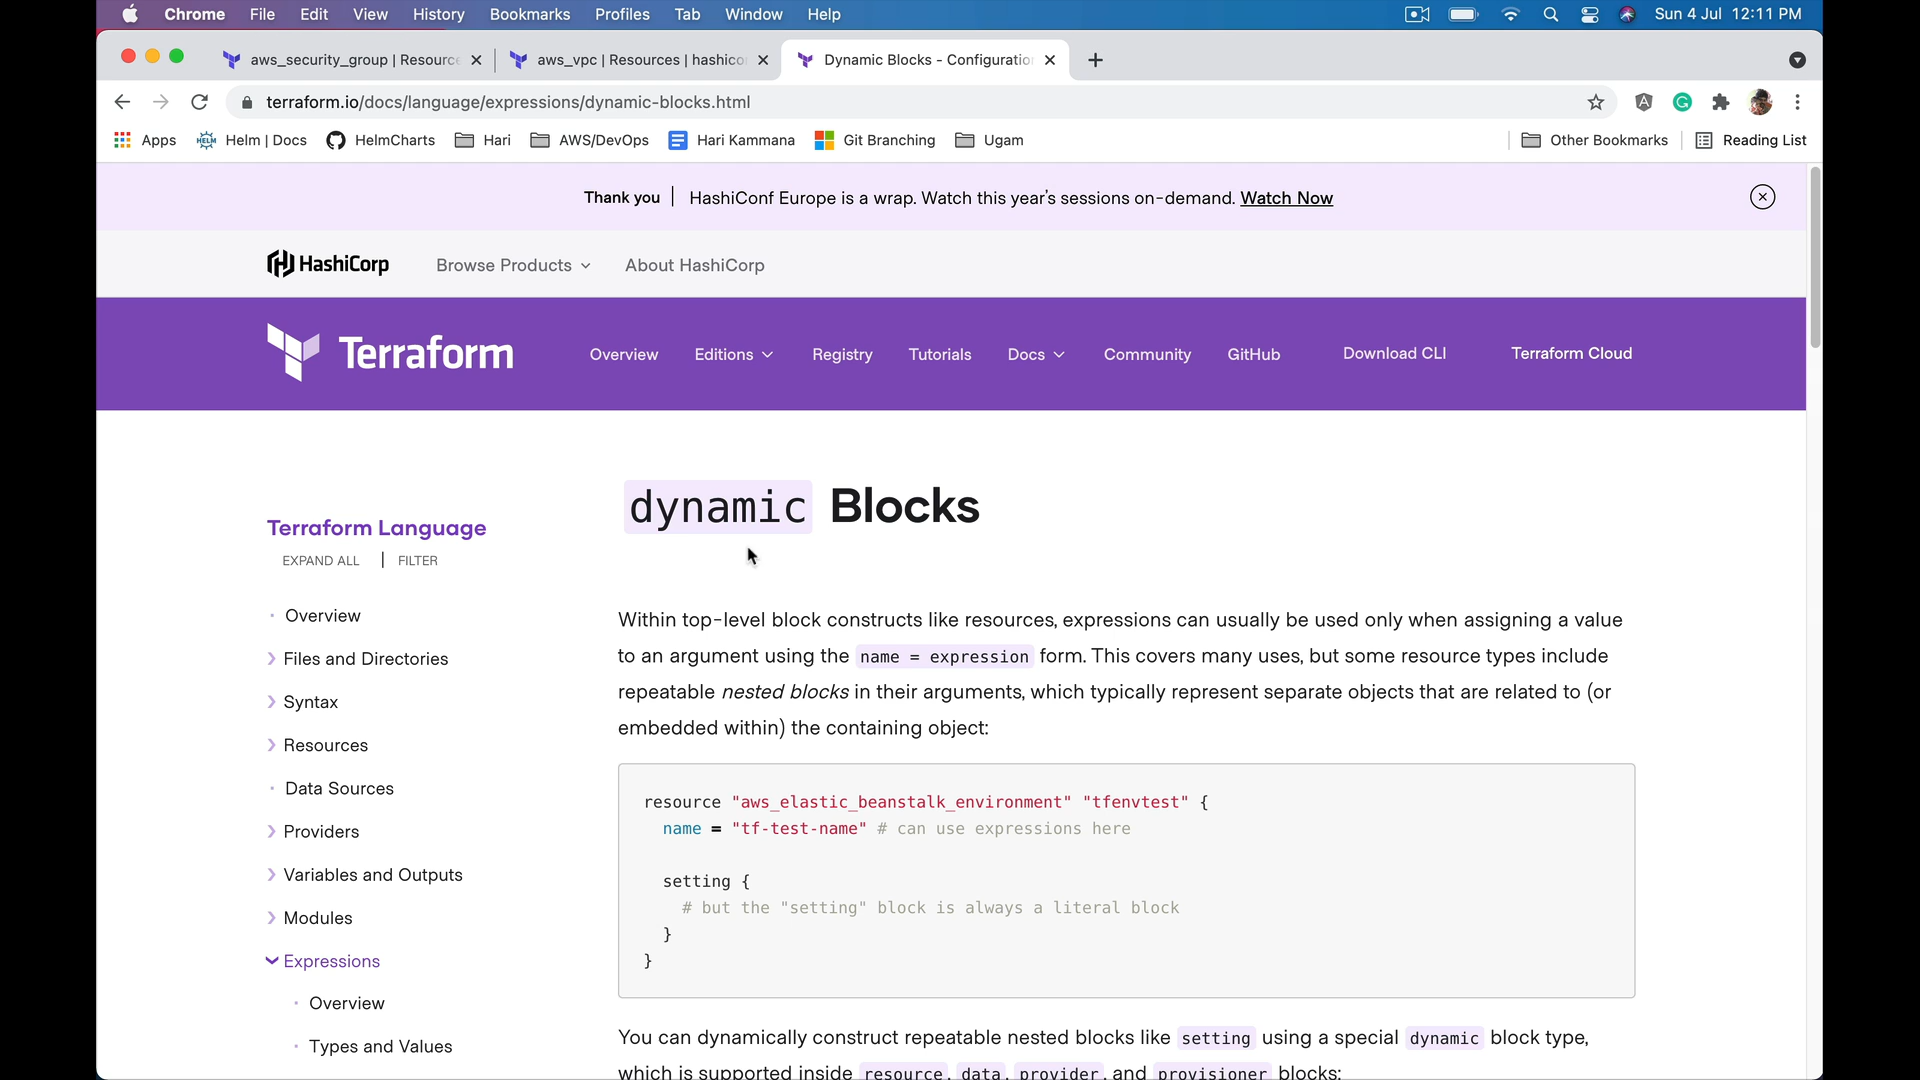 Chrome File Edit View History Bookmarks Profiles Tab Window Help Sun 4 Jul 12:11 PM
aws_security_group | Resource aws_vpc | Resources | hashico Dynamic Blocks - Configuratio
terraform.io/docs/language/expressions/dynamic-blocks.html
Apps HELM Helm | Docs HelmCharts Hari AWS/DevOps Hari Kammana Git Branching Ugam Other Bookmarks Reading List
Thank you | HashiConf Europe is a wrap. Watch this year's sessions on-demand. Watch Now
HashiCorp Browse Products About HashiCorp
Terraform Overview Editions Registry Tutorials Docs Community GitHub Download CLI Terraform Cloud
dynamic Blocks
Terraform Language
EXPAND ALL | FILTER
Overview
Files and Directories
Syntax
Resources
Data Sources
Providers
Variables and Outputs
Modules
Expressions
Overview
Types and Values
Within top-level block constructs like resources, expressions can usually be used only when assigning a value
to an argument using the name = expression form. This covers many uses, but some resource types include
repeatable nested blocks in their arguments, which typically represent separate objects that are related to (or
embedded within) the containing object:
resource "aws_elastic_beanstalk_environment" "tfenvtest" {
name = "tf-test-name" # can use expressions here
setting {
# but the "setting" block is always a literal block
}
}
You can dynamically construct repeatable nested blocks like setting using a special dynamic block type,
which is supported inside resource, data, provider, and provisioner blocks: